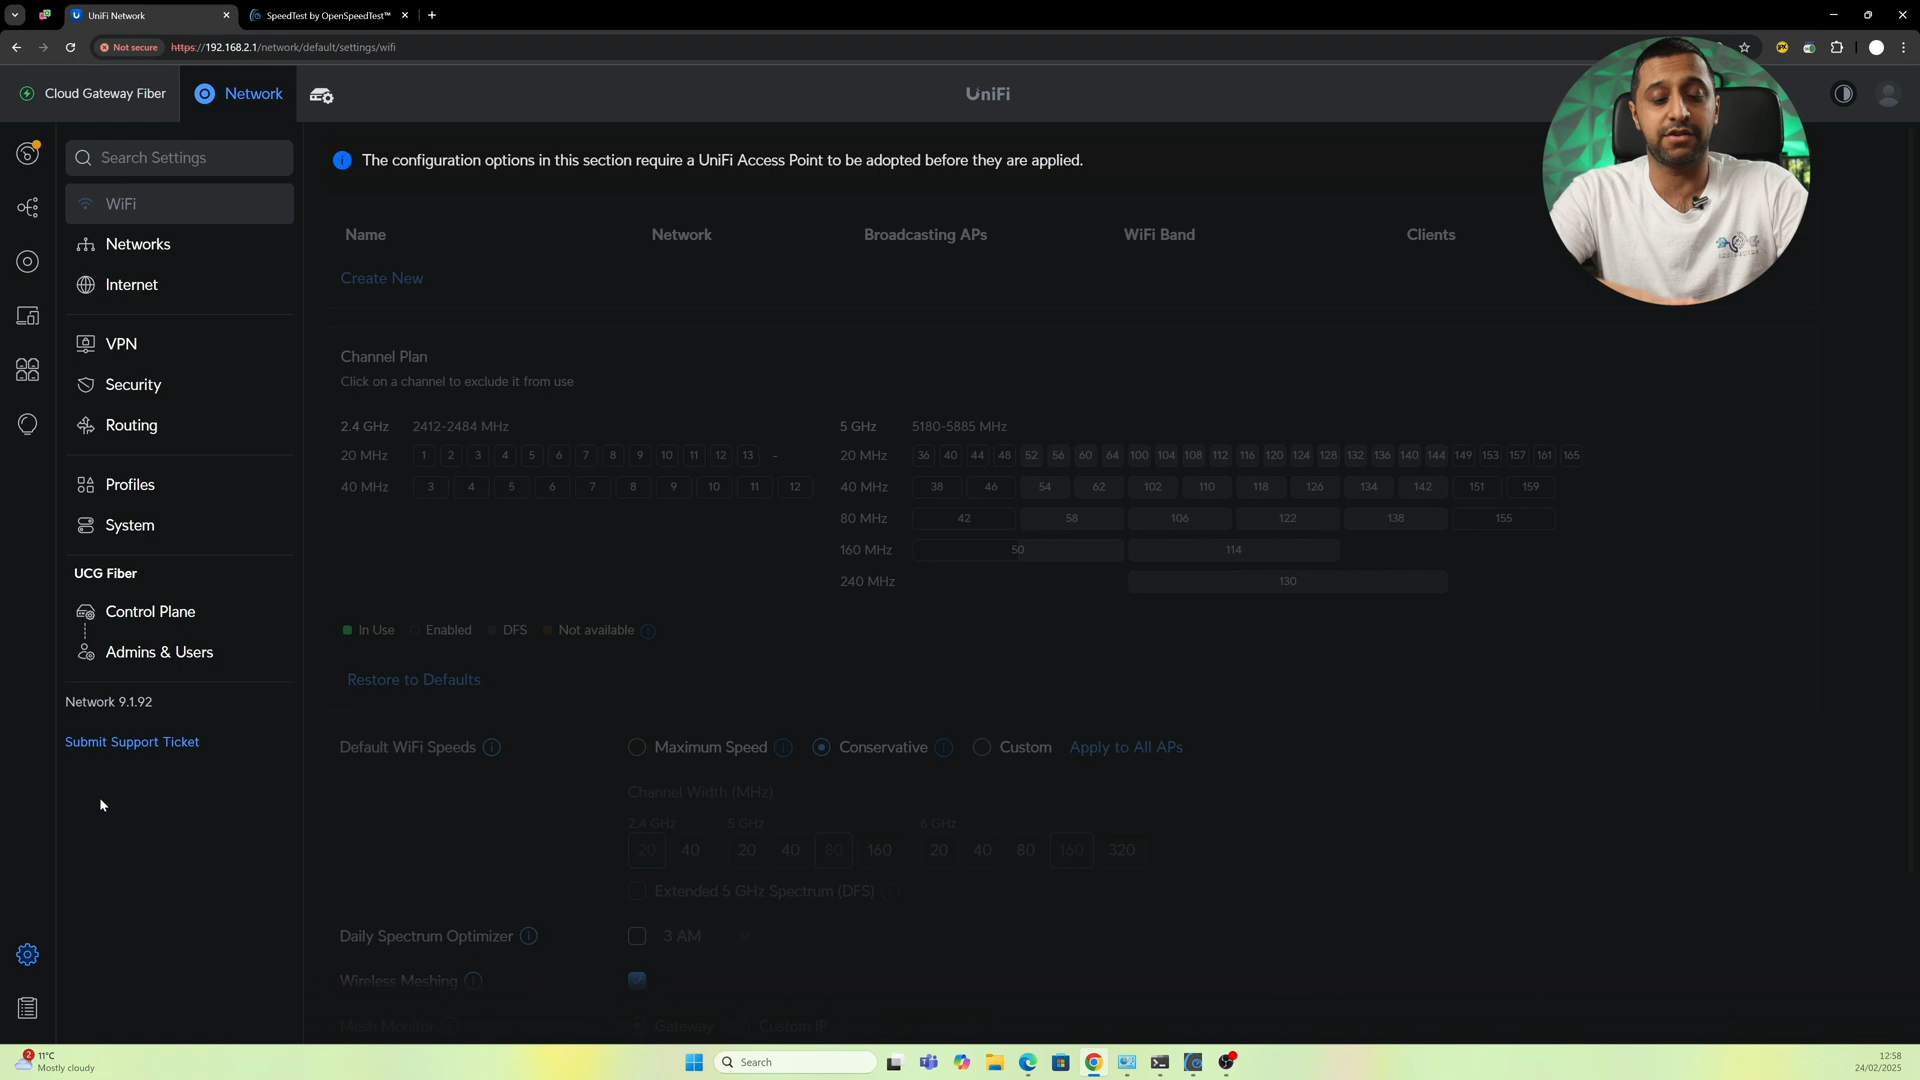 UniFi Network
SpeedTest by OpenSpeedTest™
Not secure https://192.168.2.1/network/default/settings/wifi
Cloud Gateway Fiber
Network
UniFi
Search Settings
WiFi
Networks
Internet
VPN
Security
Routing
Profiles
System
UCG Fiber
Control Plane
Admins & Users
Network 9.1.92
Submit Support Ticket
The configuration options in this section require a UniFi Access Point to be adopted before they are applied.
Name Network Broadcasting APs WiFi Band Clients
Create New
Channel Plan
Click on a channel to exclude it from use
2.4 GHz 2412-2484 MHz
20 MHz 1 2 3 4 5 6 7 8 9 10 11 12 13 -
40 MHz 3 4 5 6 7 8 9 10 11 12
5 GHz 5180-5885 MHz
20 MHz 36 40 44 48 52 56 60 64 100 104 108 112 116 120 124 128 132 136 140 144 149 153 157 161 165
40 MHz 38 46 54 62 102 110 118 126 134 142 151 159
80 MHz 42 58 106 122 138 155
160 MHz 50 114
240 MHz 130
In Use Enabled DFS Not available
Restore to Defaults
Default WiFi Speeds Maximum Speed Conservative Custom Apply to All APs
Channel Width (MHz)
2.4 GHz 5 GHz 6 GHz
20 40 20 40 80 160 20 40 80 160 320
Extended 5 GHz Spectrum (DFS)
Daily Spectrum Optimizer 3 AM
Wireless Meshing
Mesh Monitor Gateway Custom IP
2
11°C
Mostly cloudy
Search
12:58
24/02/2025